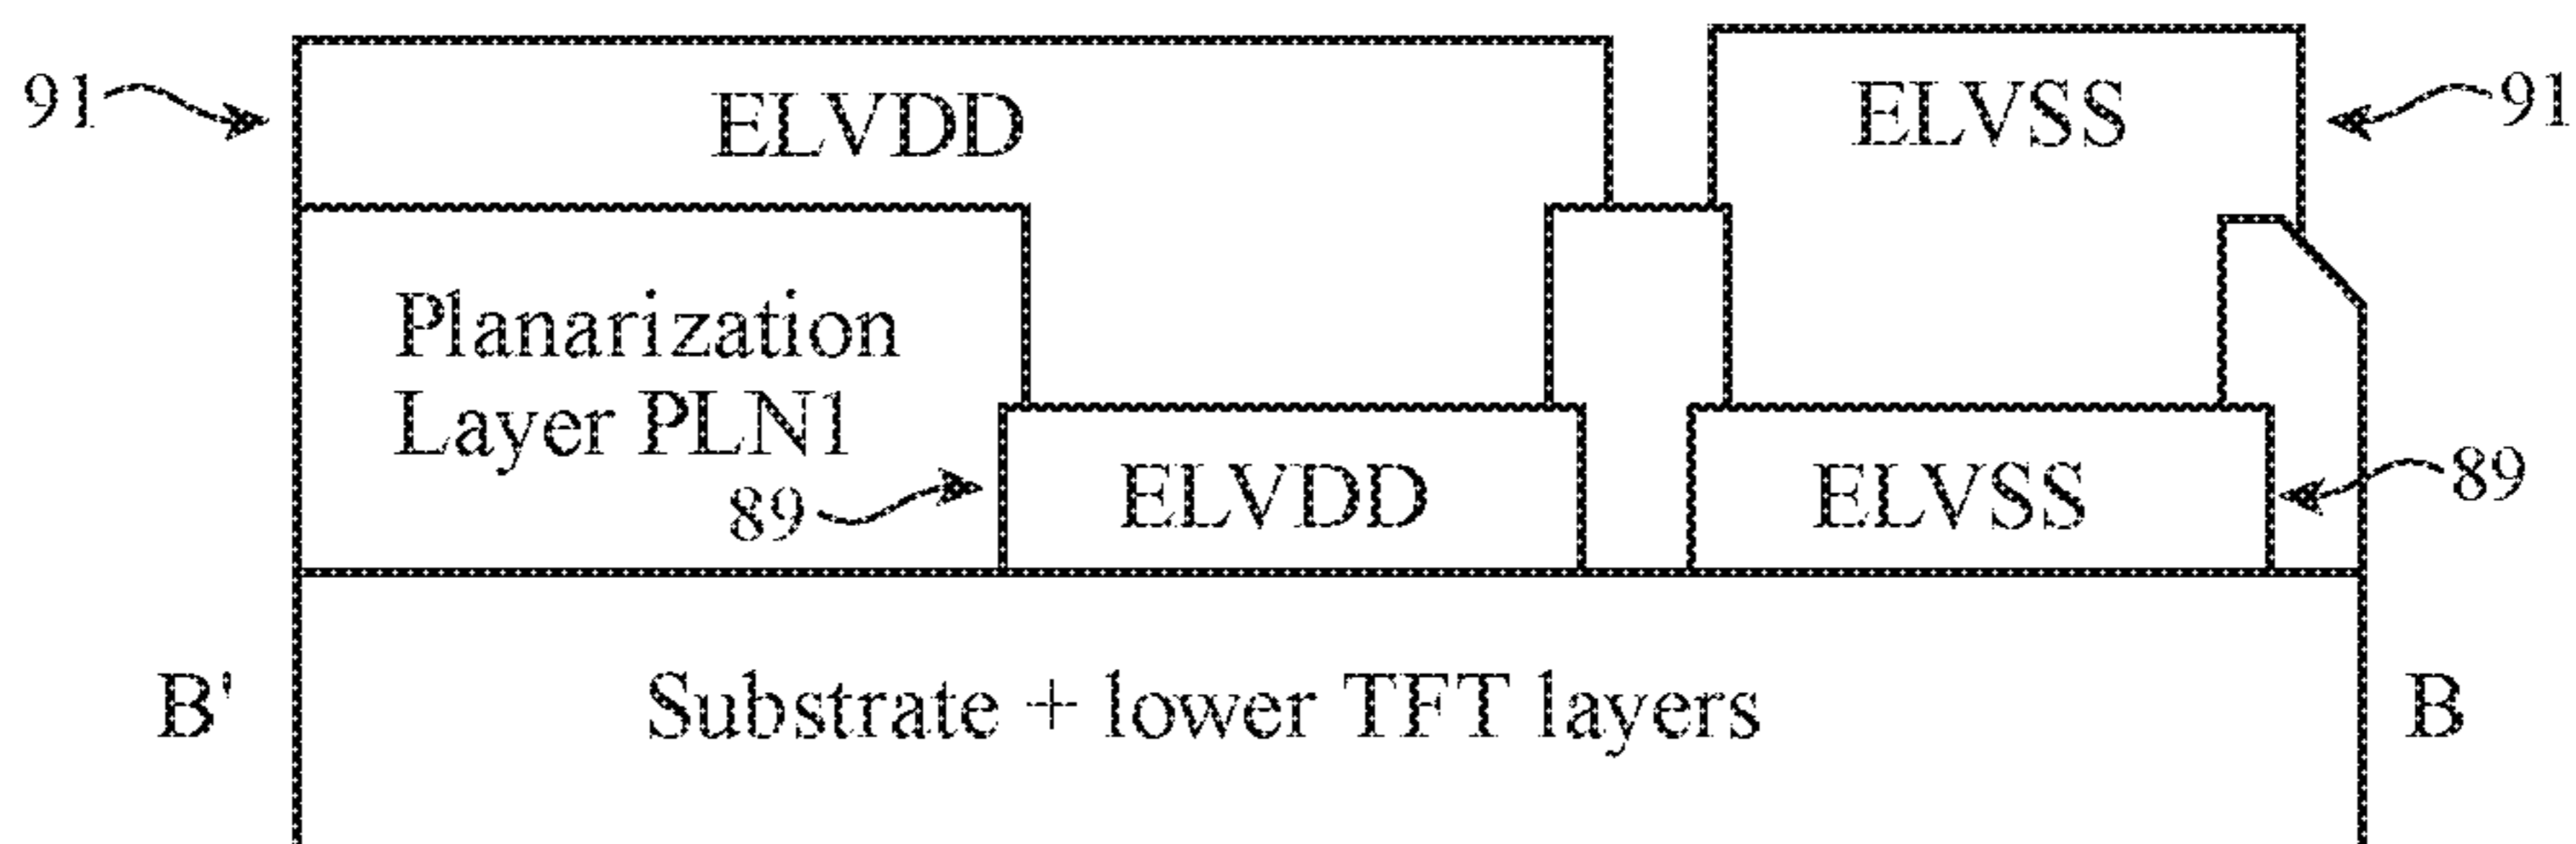 91
ELVDD
ELVSS
91
Planarization
Layer PLN1
89
ELVDD
ELVSS
89
B'
Substrate + lower TFT layers
B